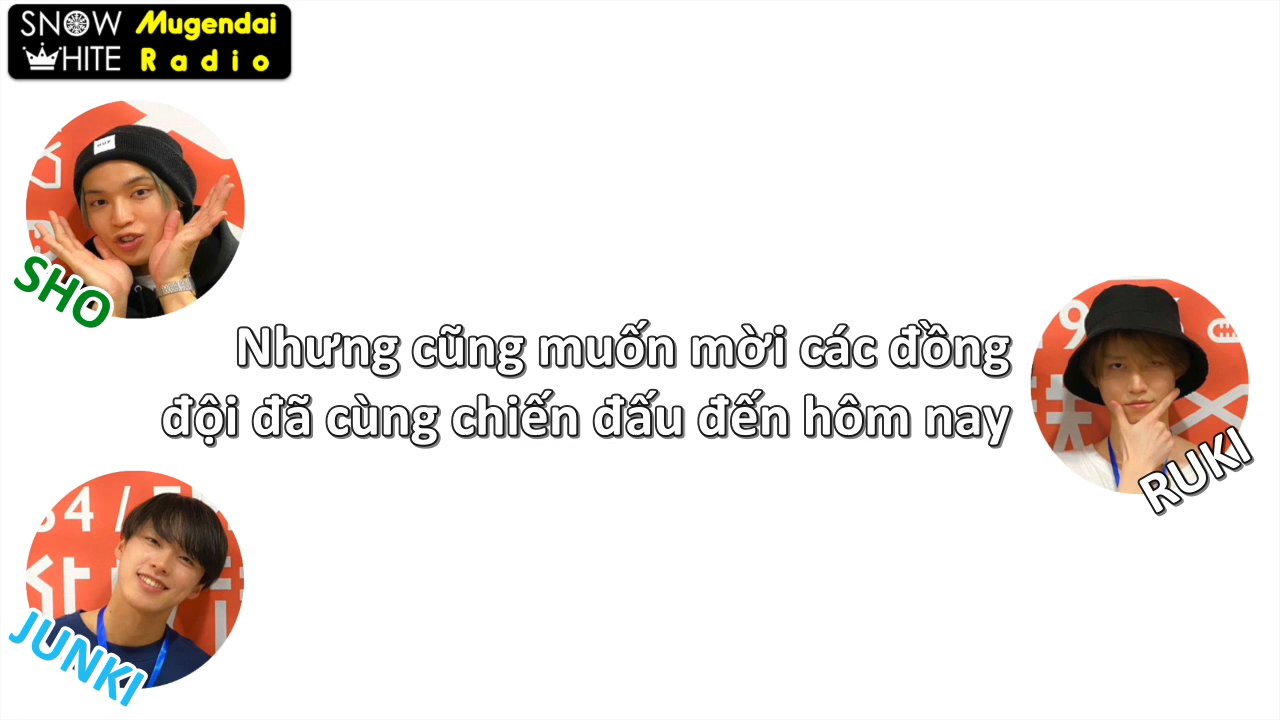 SNOW Mugendai
WHITE Radio
SHO
Nhưng cũng muốn mời các đồng
đội đã cùng chiến đấu đến hôm nay
RUKI
JUNKI